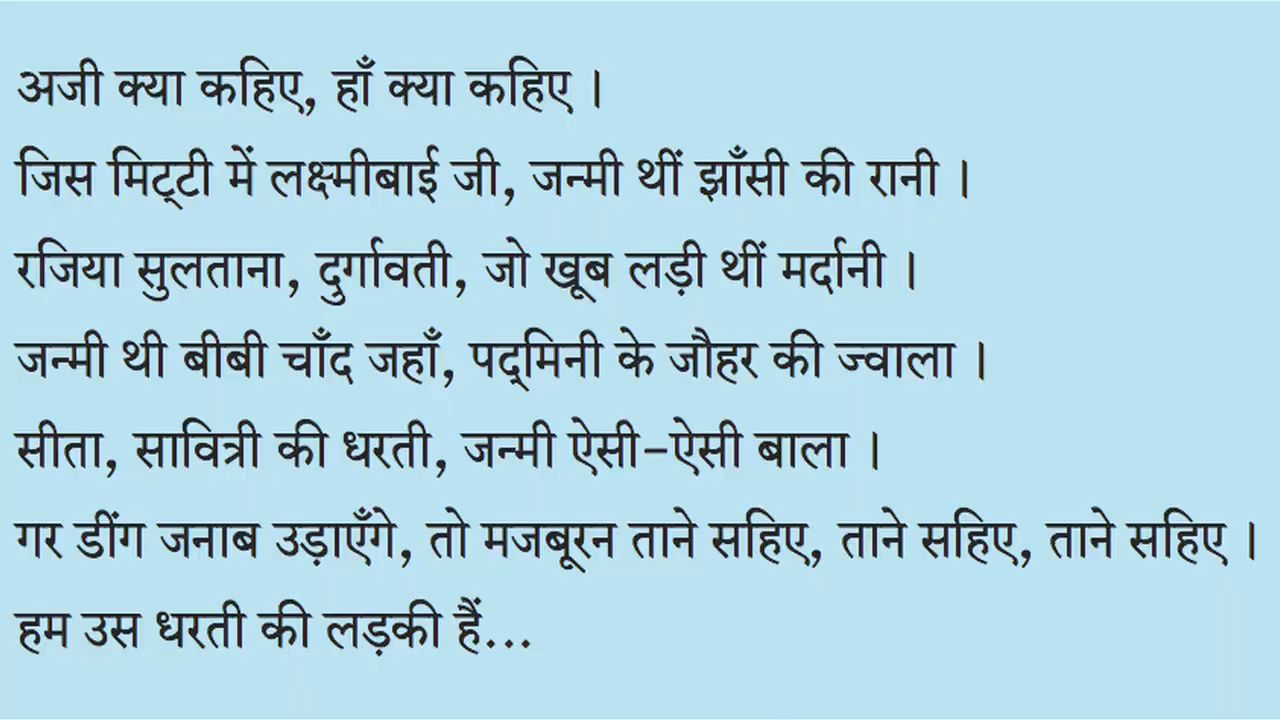 अजी क्या कहिए, हाँ क्या कहिए ।
जिस मिट्‌टी में लक्ष्मीबाई जी, जन्मी थीं झाँसी की रानी ।
रजिया सुलताना, दुर्गावती, जो खूब लड़ी थीं मर्दानी ।
जन्मी थी बीबी चाँद जहाँ, पद्‌मिनी के जौहर की ज्वाला ।
सीता, सावित्री की धरती, जन्मी ऐसी-ऐसी बाला ।
गर डींग जनाब उड़ाएँगे, तो मजबूरन ताने सहिए, ताने सहिए, ताने सहिए ।
हम उस धरती की लड़की हैं...